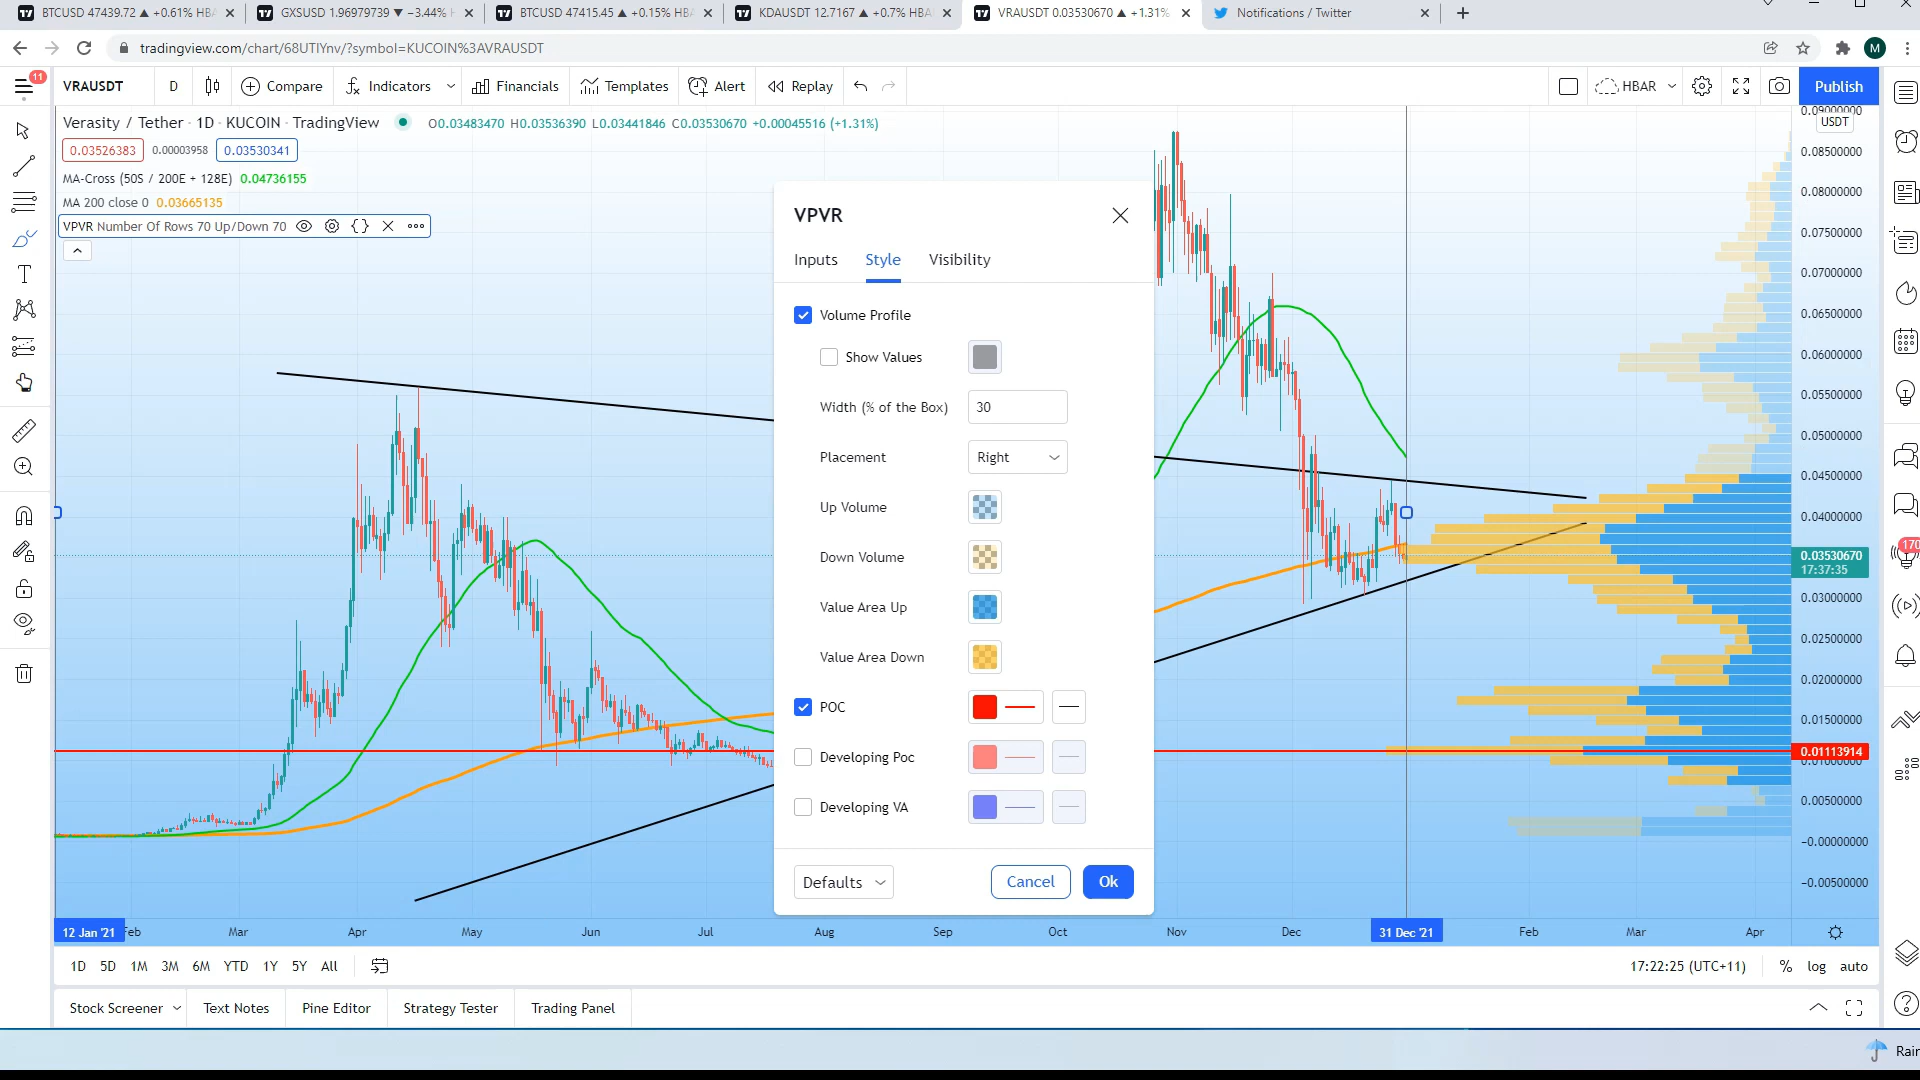 BTCUSD 47439.72 ▲ +0.61% HBA
GXSUSD 1.96979739 ▼ −3.44% H
BTCUSD 47415.45 ▲ +0.15% HBA
KDAUSDT 12.7167 ▲ +0.7% HBA
VRAUSDT 0.03530670 ▲ +1.31%
Notifications / Twitter
tradingview.com/chart/68UTIYnv/?symbol=KUCOIN%3AVRAUSDT
M
11
VRAUSDT D Compare Indicators Financials Templates Alert Replay HBAR Publish
Verasity / Tether · 1D · KUCOIN · TradingView O0.03483470 H0.03536390 L0.03441846 C0.03530670 +0.00045516 (+1.31%)
0.03526383 0.00003958 0.03530341
MA-Cross (50S / 200E + 128E) 0.04736155
MA 200 close 0 0.03665135
VPVR Number Of Rows 70 Up/Down 70
VPVR
Inputs Style Visibility
Volume Profile
Show Values
Width (% of the Box) 30
Placement Right
Up Volume
Down Volume
Value Area Up
Value Area Down
POC
Developing Poc
Developing VA
Defaults Cancel Ok
0.09000000
USDT
0.08500000
0.08000000
0.07500000
0.07000000
0.06500000
0.06000000
0.05500000
0.05000000
0.04500000
0.04000000
0.03530670
17:37:35
0.03000000
0.02500000
0.02000000
0.01500000
0.01113914
0.01000000
0.00500000
−0.00000000
−0.00500000
170
12 Jan '21 Feb Mar Apr May Jun Jul Aug Sep Oct Nov Dec 31 Dec '21 Feb Mar Apr
1D 5D 1M 3M 6M YTD 1Y 5Y All 17:22:25 (UTC+11) % log auto
Stock Screener Text Notes Pine Editor Strategy Tester Trading Panel
Rair